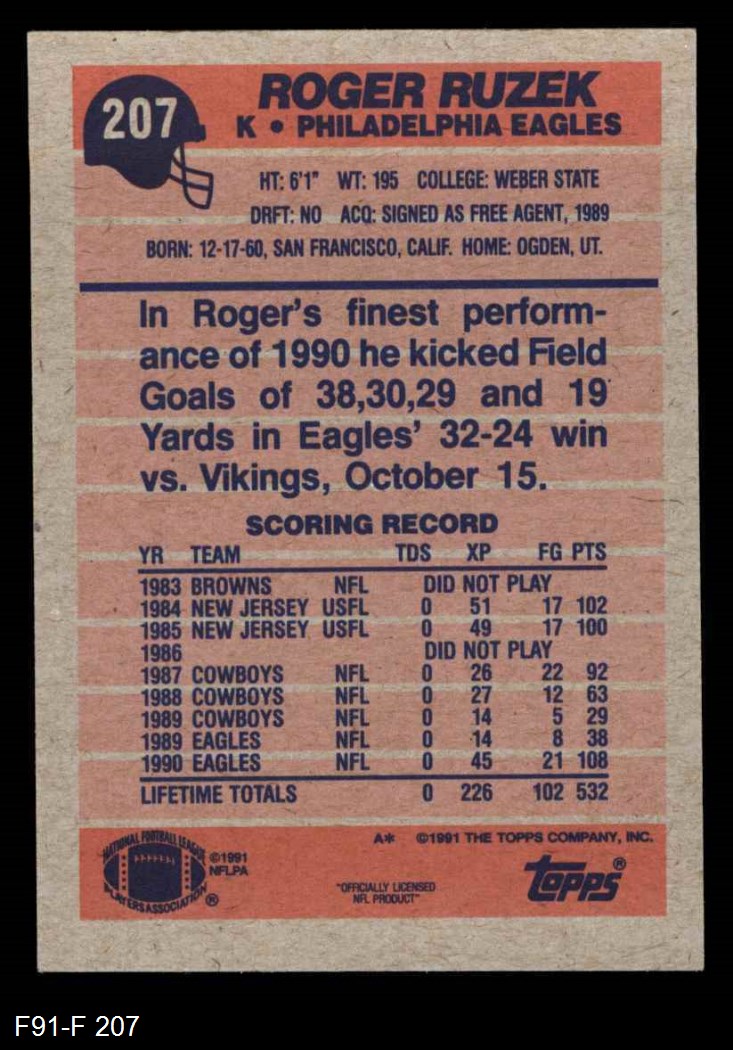 207
ROGER RUZEK
K • PHILADELPHIA EAGLES
HT: 6'1" WT: 195 COLLEGE: WEBER STATE
DRFT: NO ACQ: SIGNED AS FREE AGENT, 1989
BORN: 12-17-60, SAN FRANCISCO, CALIF. HOME: OGDEN, UT.
In Roger's finest perform-
ance of 1990 he kicked Field
Goals of 38,30,29 and 19
Yards in Eagles' 32-24 win
vs. Vikings, October 15.
SCORING RECORD
YR TEAM TDS XP FG PTS
1983 BROWNS NFL DID NOT PLAY
1984 NEW JERSEY USFL 0 51 17 102
1985 NEW JERSEY USFL 0 49 17 100
1986 DID NOT PLAY
1987 COWBOYS NFL 0 26 22 92
1988 COWBOYS NFL 0 27 12 63
1989 COWBOYS NFL 0 14 5 29
1989 EAGLES NFL 0 14 8 38
1990 EAGLES NFL 0 45 21 108
LIFETIME TOTALS 0 226 102 532
NATIONAL FOOTBALL LEAGUE
PLAYERS ASSOCIATION ®
©1991
NFLPA
A* ©1991 THE TOPPS COMPANY, INC.
"OFFICIALLY LICENSED
NFL PRODUCT"
topps®
F91-F 207